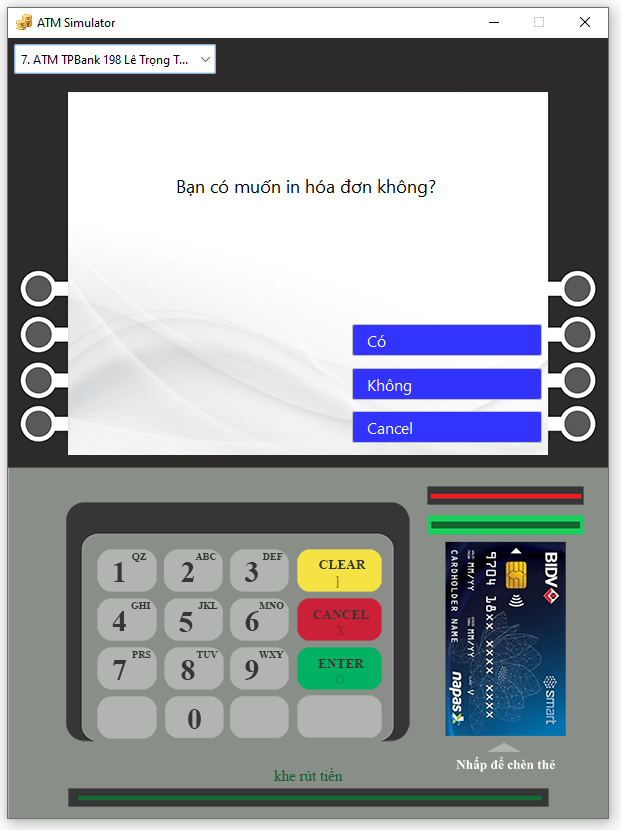 ATM Simulator
7. ATM TPBank 198 Lê Trọng T...
Bạn có muốn in hóa đơn không?
Có
Không
Cancel
1 QZ
2 ABC
3 DEF
CLEAR
]
4 GHI
5 JKL
6 MNO
CANCEL
X
7 PRS
8 TUV
9 WXY
ENTER
O
0
BIDV
9704 18xx xxxx xxxx
MM/YY
MM/YY
V
CARDHOLDER NAME
smart
napas
Nhấp để chèn thẻ
khe rút tiền